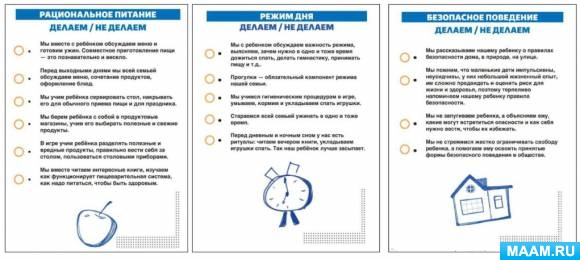 РАЦИОНАЛЬНОЕ ПИТАНИЕ
ДЕЛАЕМ / НЕ ДЕЛАЕМ
Мы вместе с ребёнком обсуждаем меню и
готовим ужин. Совместное приготовление пищи
— это познавательно и весело.
Перед выходными днями мы всей семьей
обсуждаем меню, сочетание продуктов,
оформление блюд.
Мы учим ребёнка сервировать стол, накрывать
его для обычного приема пищи и для праздника.
Мы берем ребёнка с собой в продуктовые
магазины, учим его выбирать полезные и свежие
продукты.
В игре учим ребёнка разделять полезные и
вредные продукты, правильно вести себя за
столом, пользоваться столовыми приборами.
Мы вместе читаем интересные книги, изучаем
как функционирует пищеварительная система,
как надо питаться, чтобы быть здоровым.
РЕЖИМ ДНЯ
ДЕЛАЕМ / НЕ ДЕЛАЕМ
Мы с ребенком обсуждаем важность режима,
выясняем, зачем нужно в одно и тоже время
ложиться спать, делать гимнастику, принимать
пищу и т.д.
Прогулки — обязательный компонент режима
нашей семьи.
Мы учимся гигиеническим процедурам в игре,
умываем, кормим и укладываем спать игрушки.
Стараемся всей семьей ужинать в одно и тоже
время.
Перед дневным и ночным сном у нас есть
ритуалы: читаем вечером книги, укладываем
игрушки спать. Так наш ребёнок лучше засыпает.
БЕЗОПАСНОЕ ПОВЕДЕНИЕ
ДЕЛАЕМ / НЕ ДЕЛАЕМ
Мы рассказываем нашему ребенку о правилах
безопасности дома, в природе, на улице.
Мы помним, что маленькие дети импульсивны,
неусидчивы, у них небольшой жизненный опыт,
им сложно предвидеть и оценить риски для
жизни и здоровья, поэтому терпеливо
напоминаем нашему ребенку правила
безопасности.
Мы не запугиваем ребенка, а объясняем ему,
какие могут встретиться опасности и как себя
нужно вести, чтобы их избежать.
Мы не стремимся жестко ограничивать свободу
ребенка, а помогаем ему освоить принятые
формы безопасного поведения в обществе.
MAAM.RU